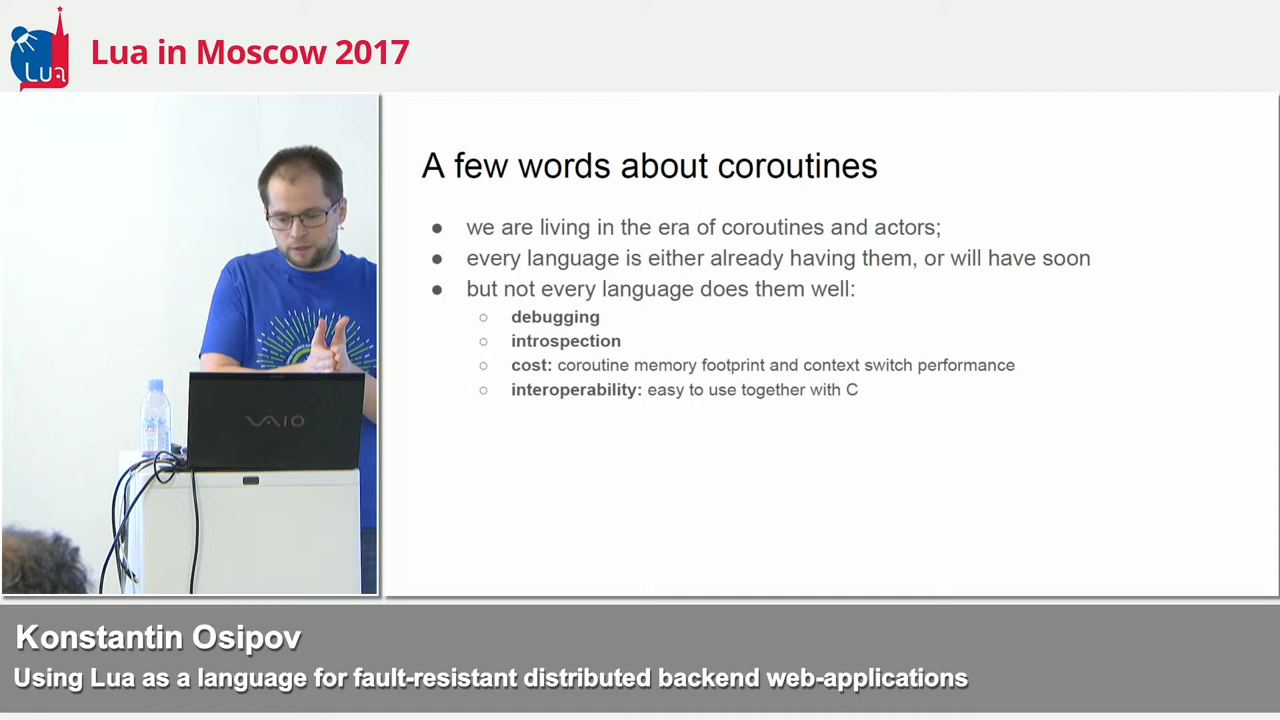 Lua
Lua in Moscow 2017
A few words about coroutines
● we are living in the era of coroutines and actors;
● every language is either already having them, or will have soon
● but not every language does them well:
○ debugging
○ introspection
○ cost: coroutine memory footprint and context switch performance
○ interoperability: easy to use together with C
VAIO
Konstantin Osipov
Using Lua as a language for fault-resistant distributed backend web-applications